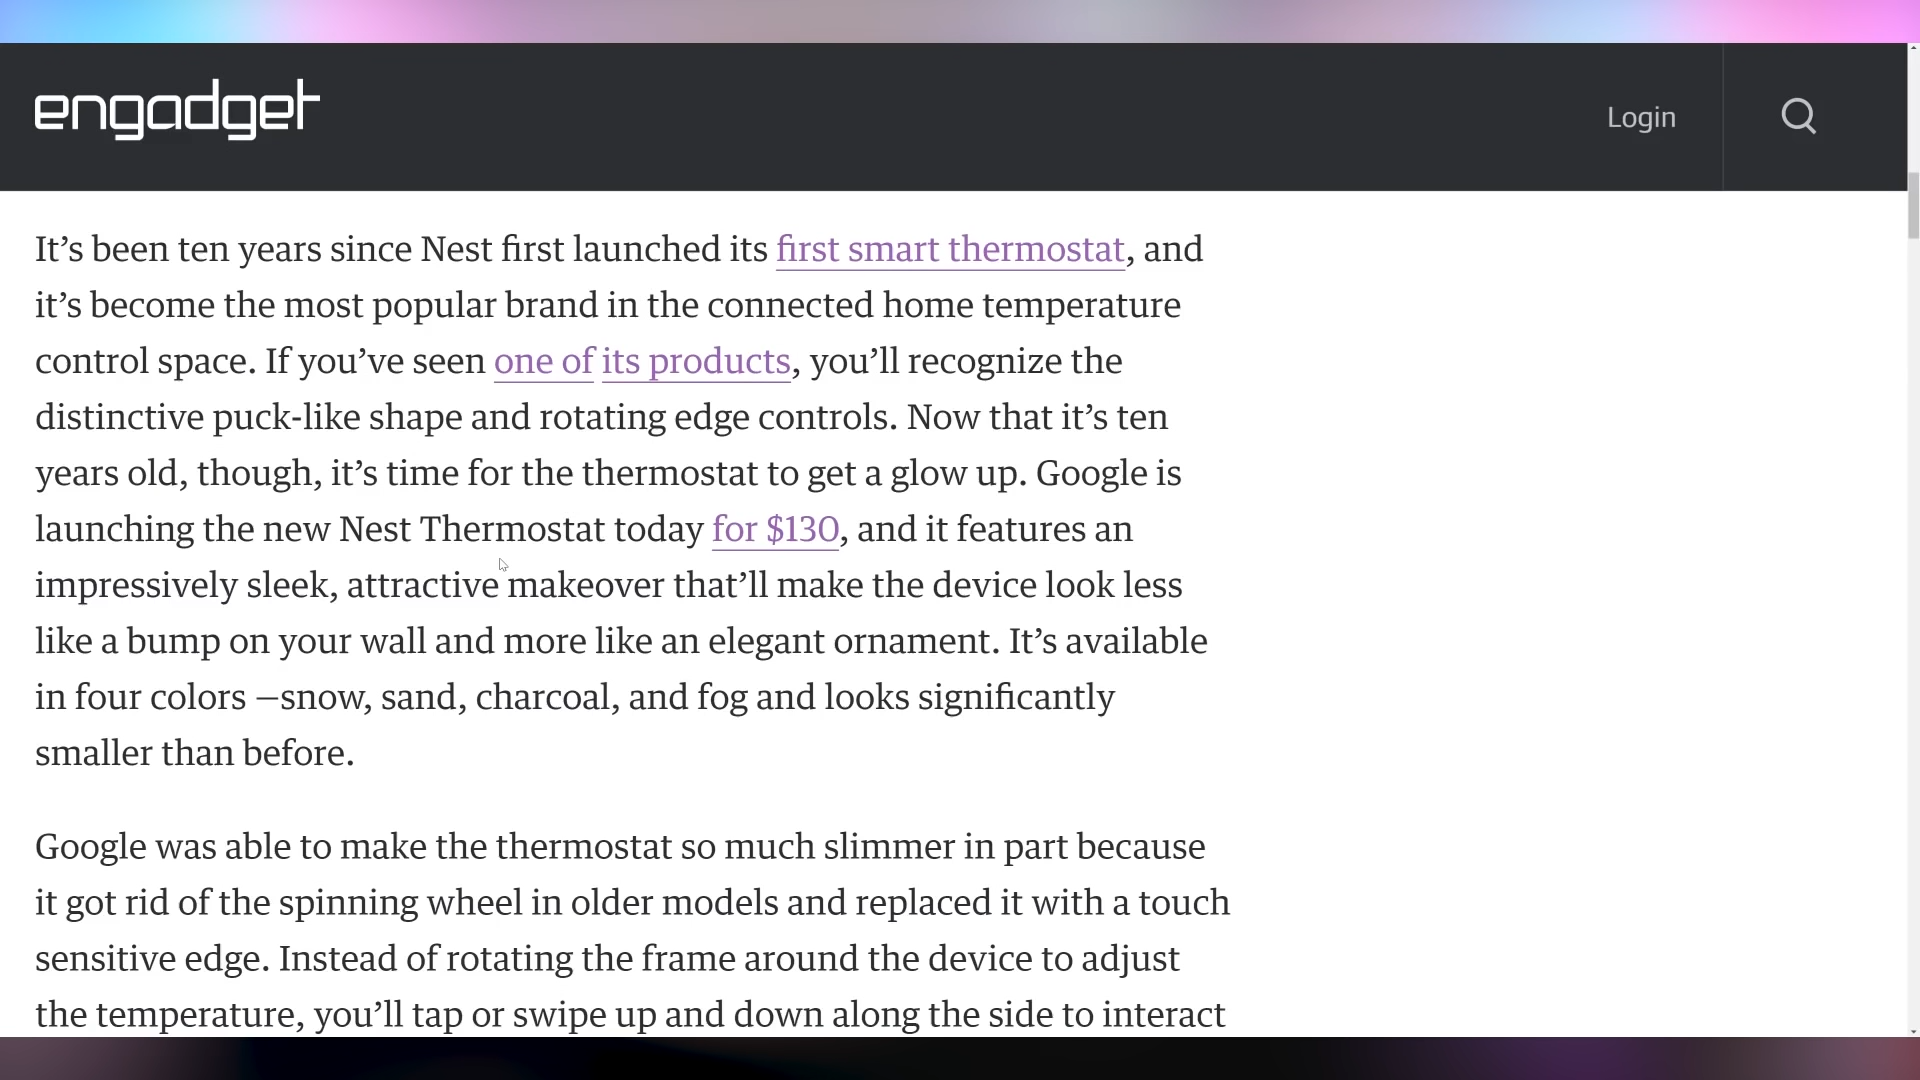 engadget
Login
It’s been ten years since Nest first launched its first smart thermostat, and
it’s become the most popular brand in the connected home temperature
control space. If you’ve seen one of its products, you’ll recognize the
distinctive puck-like shape and rotating edge controls. Now that it’s ten
years old, though, it’s time for the thermostat to get a glow up. Google is
launching the new Nest Thermostat today for $130, and it features an
impressively sleek, attractive makeover that’ll make the device look less
like a bump on your wall and more like an elegant ornament. It’s available
in four colors —snow, sand, charcoal, and fog and looks significantly
smaller than before.
Google was able to make the thermostat so much slimmer in part because
it got rid of the spinning wheel in older models and replaced it with a touch
sensitive edge. Instead of rotating the frame around the device to adjust
the temperature, you’ll tap or swipe up and down along the side to interact